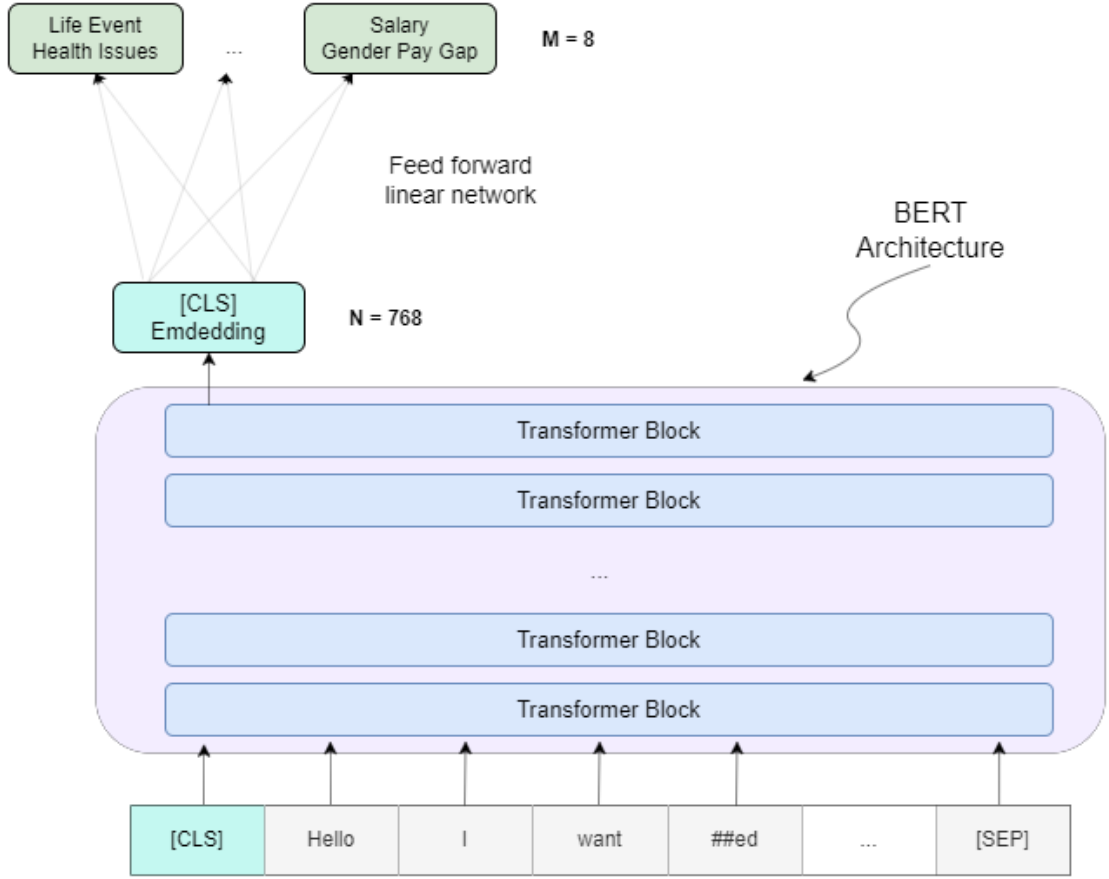 Life Event
Health Issues
...
Salary
Gender Pay Gap
M = 8
Feed forward
linear network
BERT
Architecture
[CLS]
Emdedding
N = 768
Transformer Block
Transformer Block
...
Transformer Block
Transformer Block
[CLS] Hello I want ##ed ... [SEP]